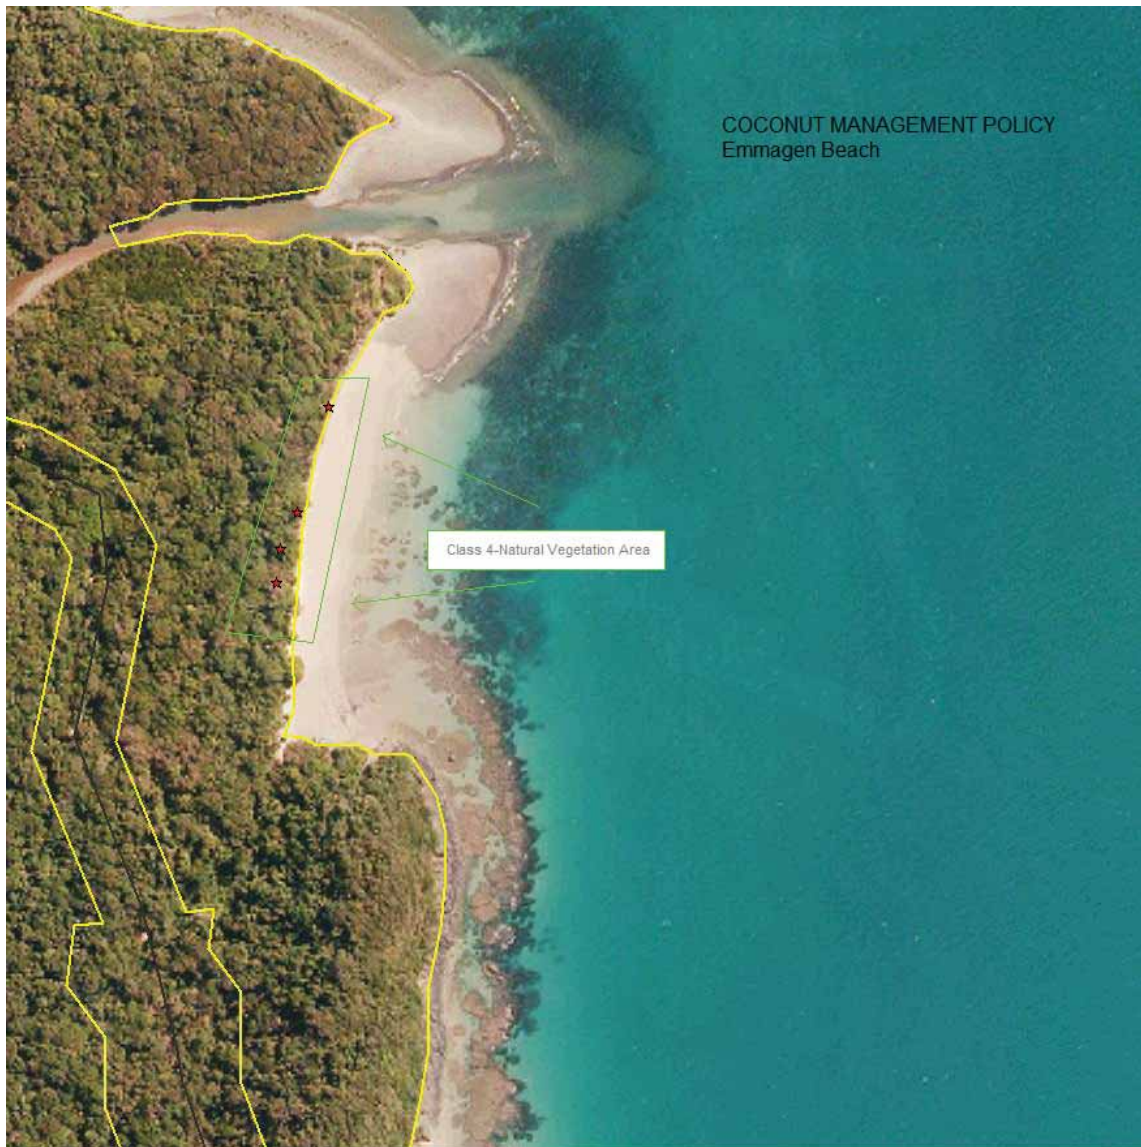 COCONUT MANAGEMENT POLICY
Emmagen Beach
Class 4-Natural Vegetation Area